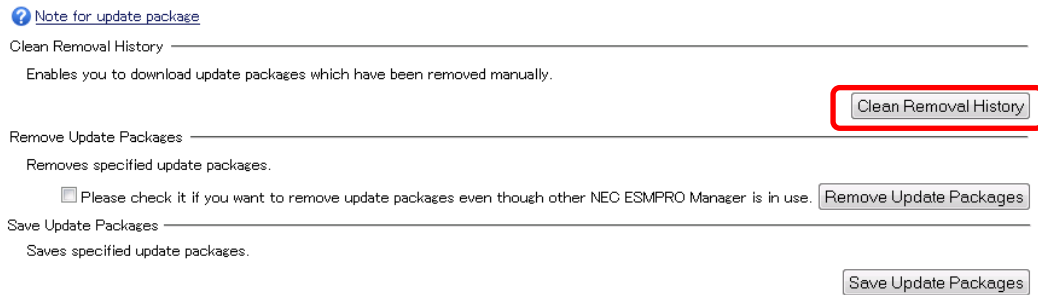 Note for update package
Clean Removal History
Enables you to download update packages which have been removed manually.
Clean Removal History
Remove Update Packages
Removes specified update packages.
Please check it if you want to remove update packages even though other NEC ESMPRO Manager is in use. Remove Update Packages
Save Update Packages
Saves specified update packages.
Save Update Packages